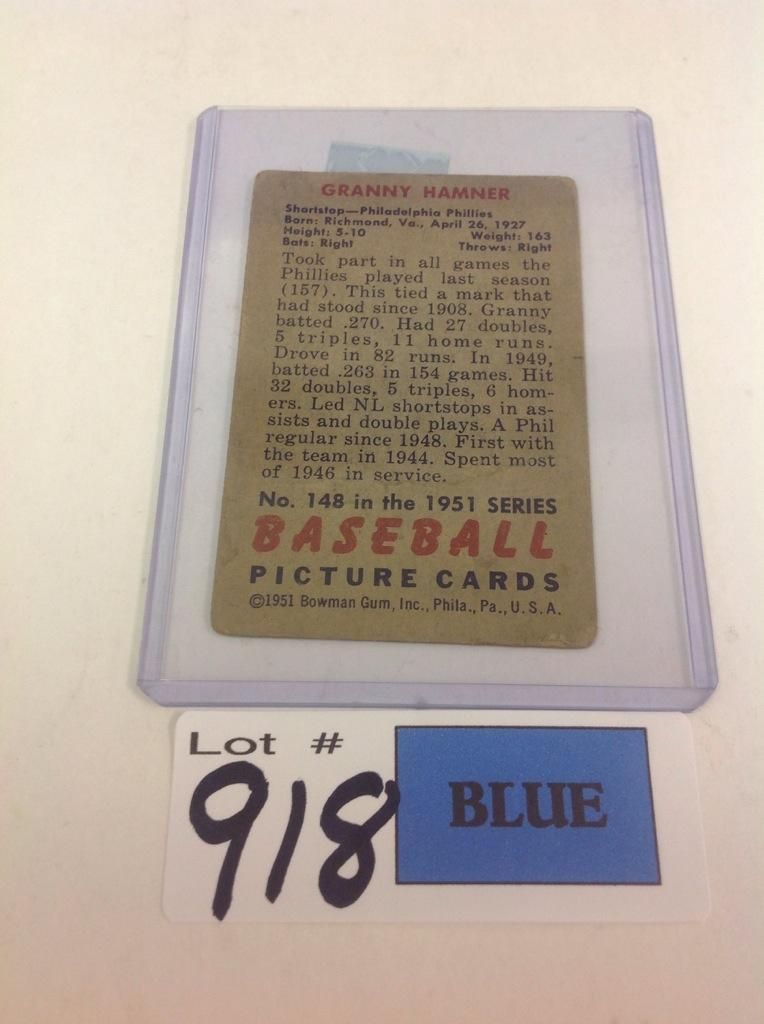 GRANNY HAMNER
Shortstop—Philadelphia Phillies
Born: Richmond, Va., April 26, 1927
Height: 5-10 Weight: 163
Bats: Right Throws: Right
Took part in all games the
Phillies played last season
(157). This tied a mark that
had stood since 1908. Granny
batted .270. Had 27 doubles,
5 triples, 11 home runs.
Drove in 82 runs. In 1949,
batted .263 in 154 games. Hit
32 doubles, 5 triples, 6 hom-
ers. Led NL shortstops in as-
sists and double plays. A Phil
regular since 1948. First with
the team in 1944. Spent most
of 1946 in service.
No. 148 in the 1951 SERIES
BASEBALL
PICTURE CARDS
©1951 Bowman Gum, Inc., Phila., Pa., U.S.A.
Lot #
918
BLUE